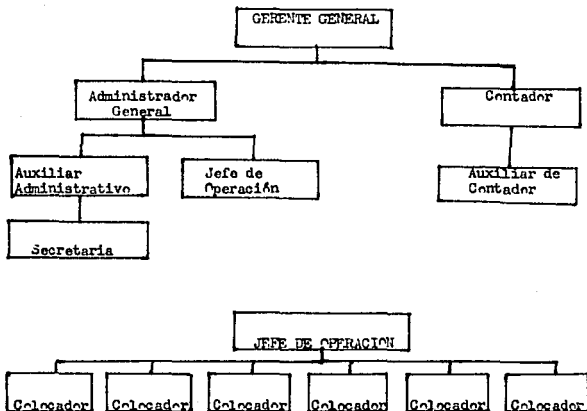 GERENTE GENERAL
Administrador
General
Contador
Auxiliar
Administrativo
Jefe de
Operación
Auxiliar de
Contador
Secretaria
JEFE DE OPERACION
Colocador Colocador Colocador Colocador Colocador Colocador